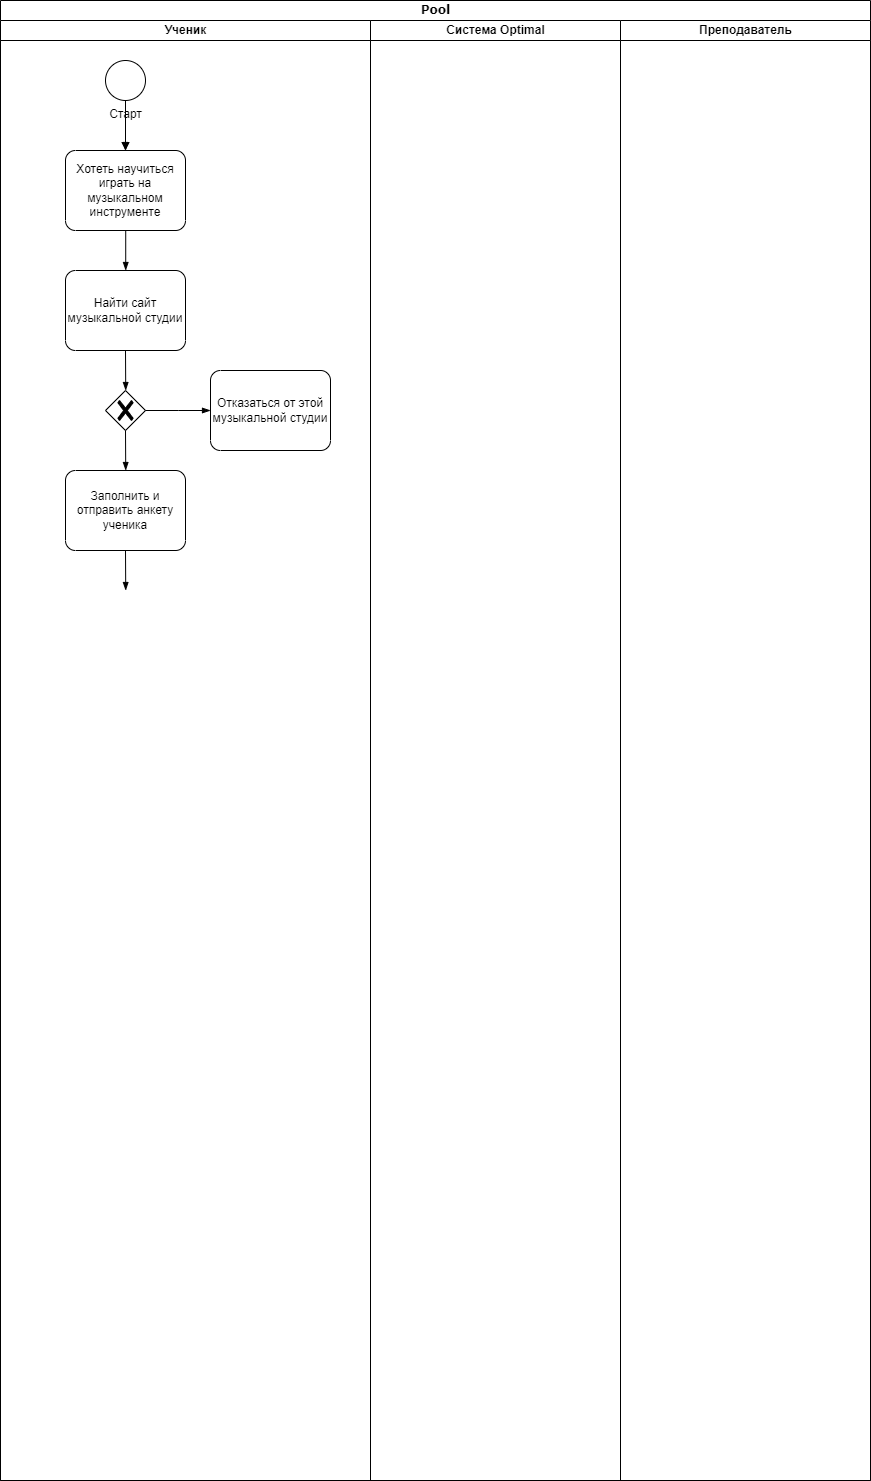 Pool
Ученик
Система Optimal
Преподаватель
Старт
Хотеть научиться
играть на
музыкальном
инструменте
Найти сайт
музыкальной студии
Отказаться от этой
музыкальной студии
Заполнить и
отправить анкету
ученика